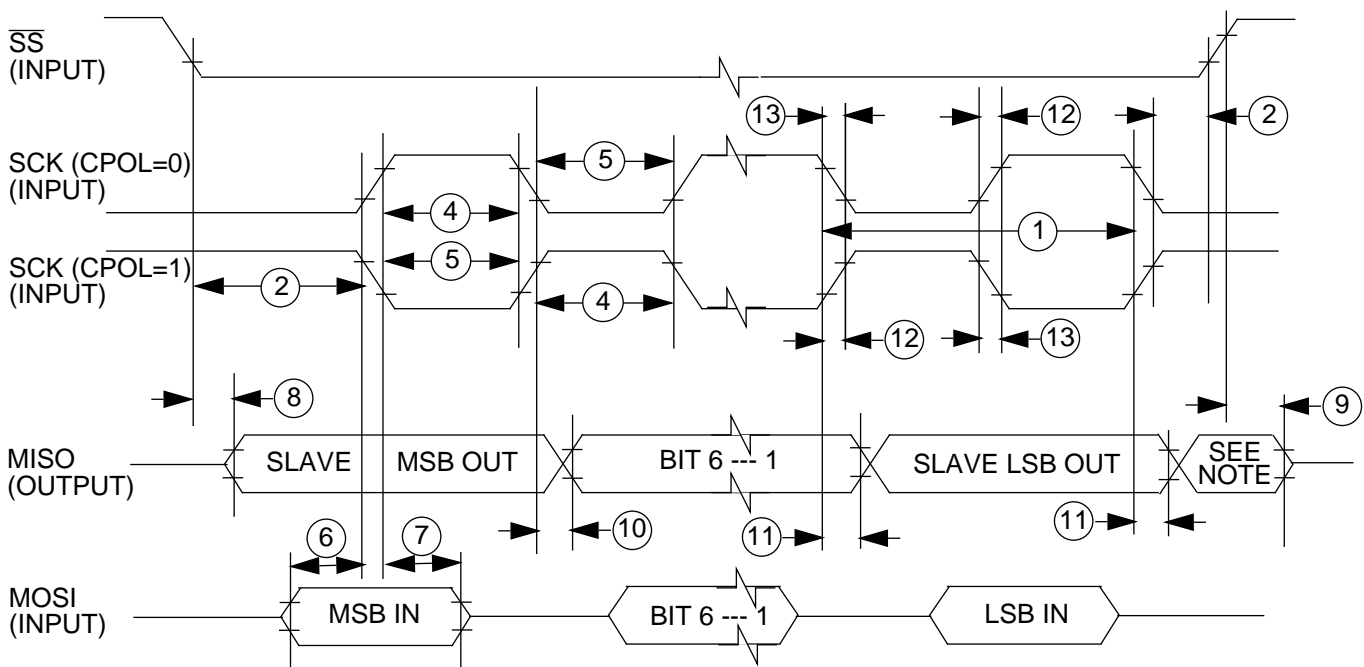 SS
(INPUT)
13
12
2
SCK (CPOL=0)
(INPUT)
5
4
1
SCK (CPOL=1)
(INPUT)
5
2
4
12
13
8
9
MISO
(OUTPUT)
SLAVE MSB OUT
BIT 6 --- 1
SLAVE LSB OUT
SEE
NOTE
6
7
10
11
11
MOSI
(INPUT)
MSB IN
BIT 6 --- 1
LSB IN